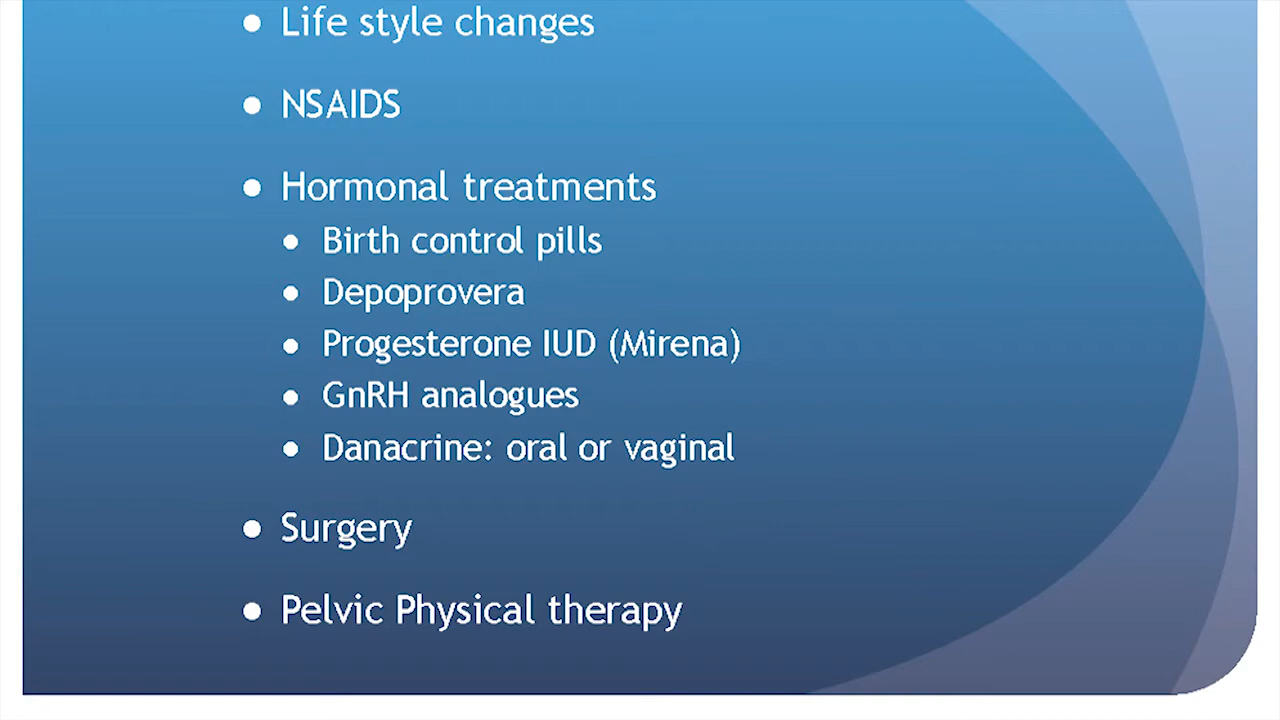 • Life style changes
• NSAIDS
• Hormonal treatments
• Birth control pills
• Depoprovera
• Progesterone IUD (Mirena)
• GnRH analogues
• Danacrine: oral or vaginal
• Surgery
• Pelvic Physical therapy